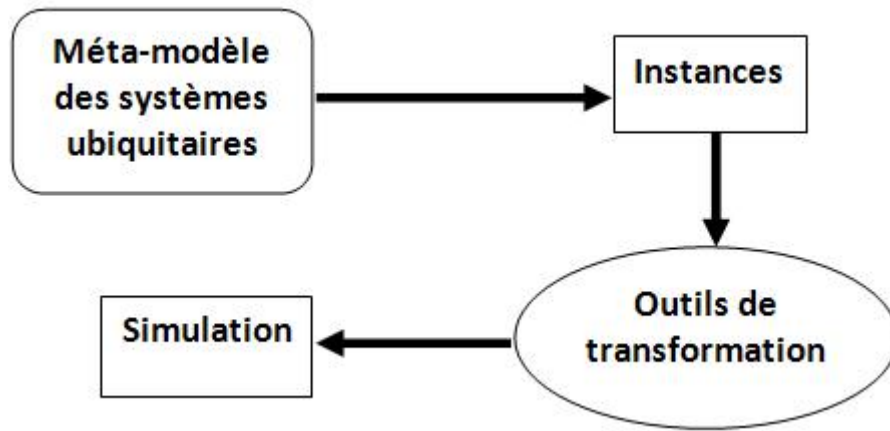 Méta-modèle
des systèmes
ubiquitaires
Instances
Outils de
transformation
Simulation